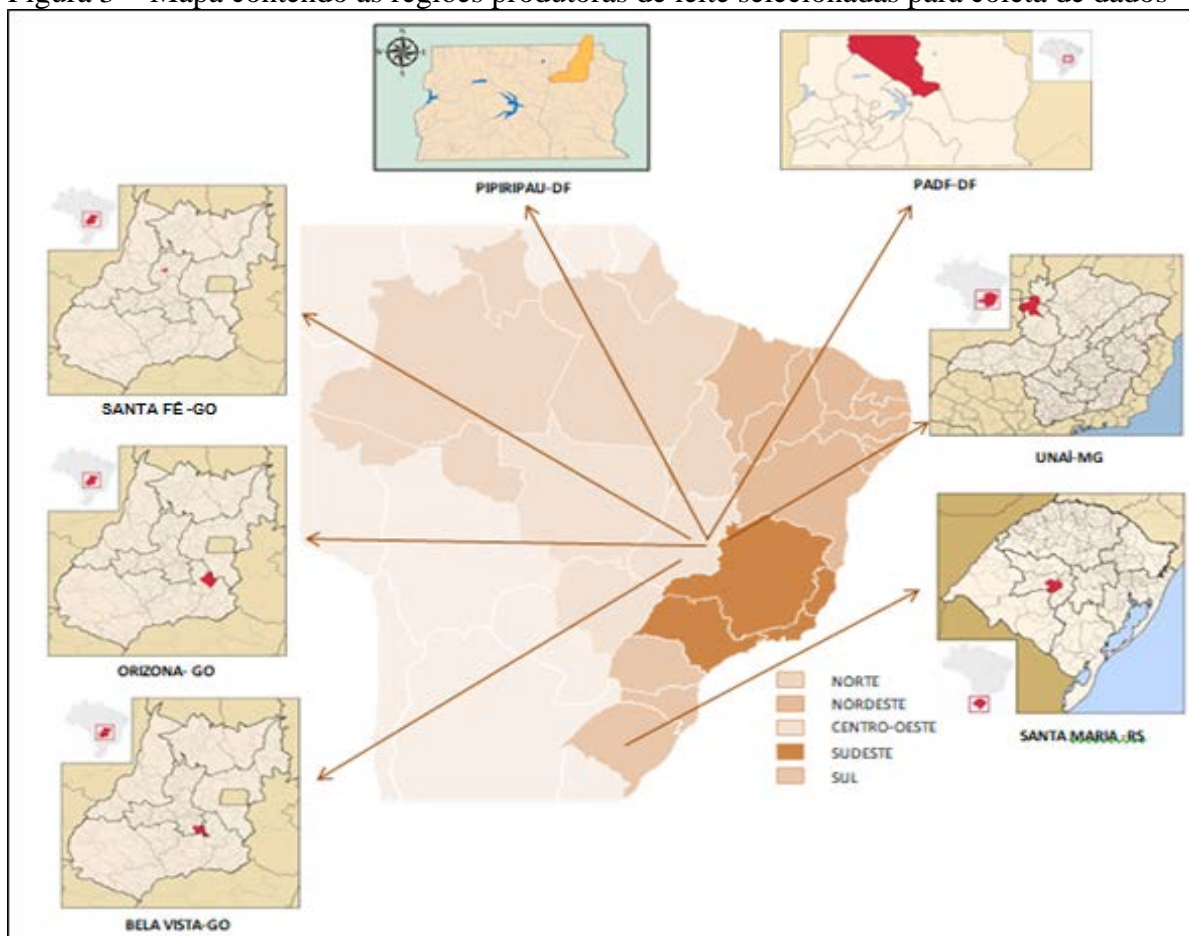 Figura 3 – Mapa contendo as regiões produtoras de leite selecionadas para coleta de dados
N
S
PIPIRIPAU-DF
PADF-DF
SANTA FÉ -GO
UNAÍ-MG
ORIZONA- GO
NORTE
NORDESTE
CENTRO-OESTE
SUDESTE
SUL
SANTA MARIA -RS
BELA VISTA-GO